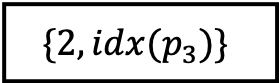 {2, idx(p₃)}